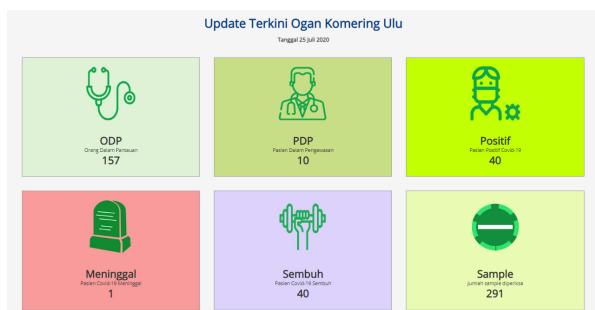 Update Terkini Ogan Komering Ulu
Tanggal 25 Juli 2020
ODP
Orang Dalam Pantauan
157
PDP
Pasien Dalam Pengawasan
10
Positif
Pasien Positif Covid-19
40
Meninggal
Pasien Covid-19 Meninggal
1
Sembuh
Pasien Covid-19 Sembuh
40
Sample
Jumlah sample diperiksa
291